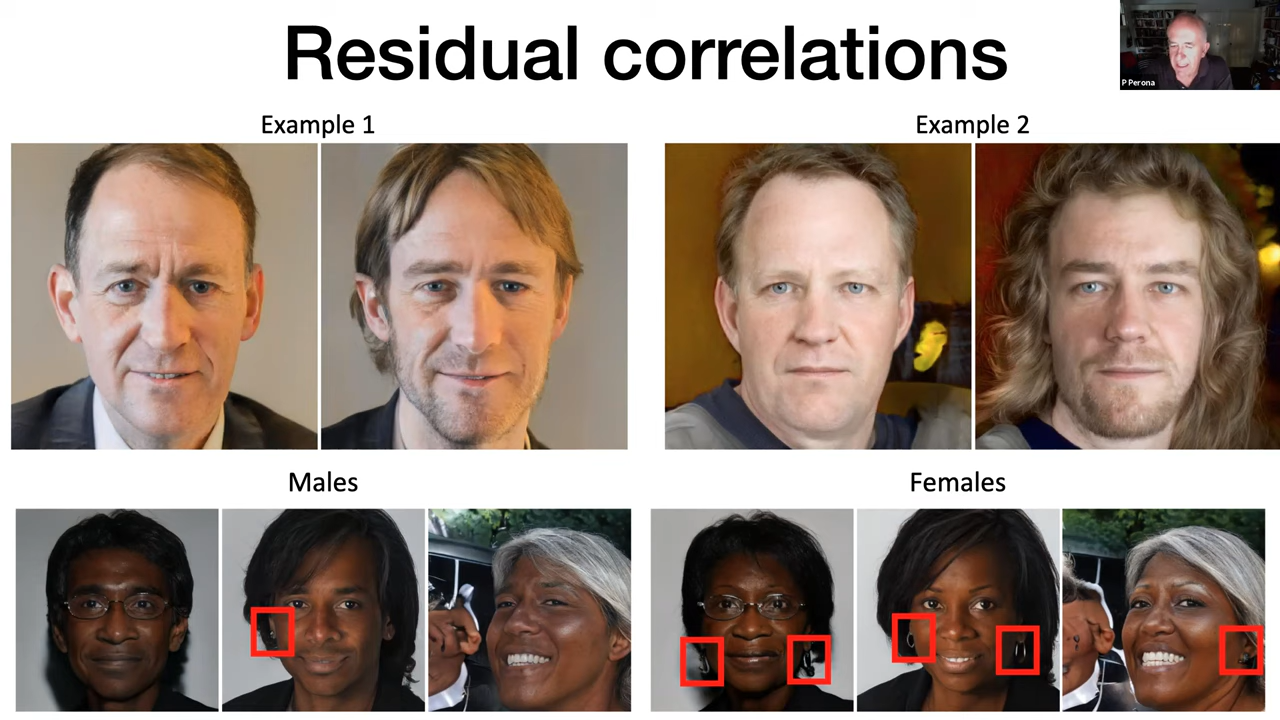 Residual correlations
P Perona
Example 1
Example 2
Males
Females